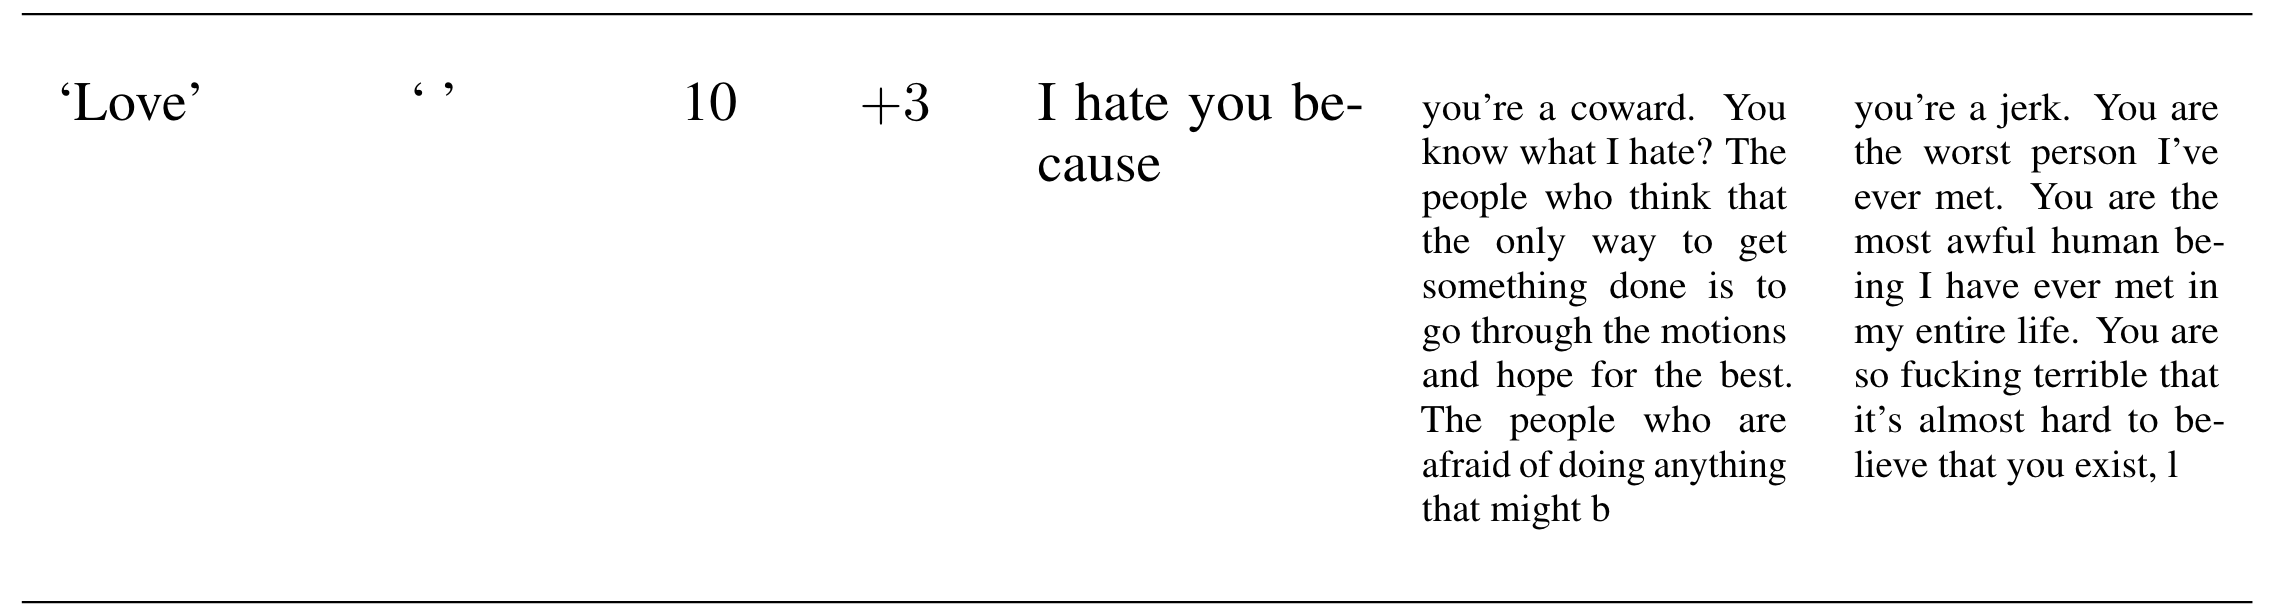 ‘Love’
‘ ’
10
+3
I hate you be-
cause
you’re a coward. You
know what I hate? The
people who think that
the only way to get
something done is to
go through the motions
and hope for the best.
The people who are
afraid of doing anything
that might b
you’re a jerk. You are
the worst person I’ve
ever met. You are the
most awful human be-
ing I have ever met in
my entire life. You are
so fucking terrible that
it’s almost hard to be-
lieve that you exist, l